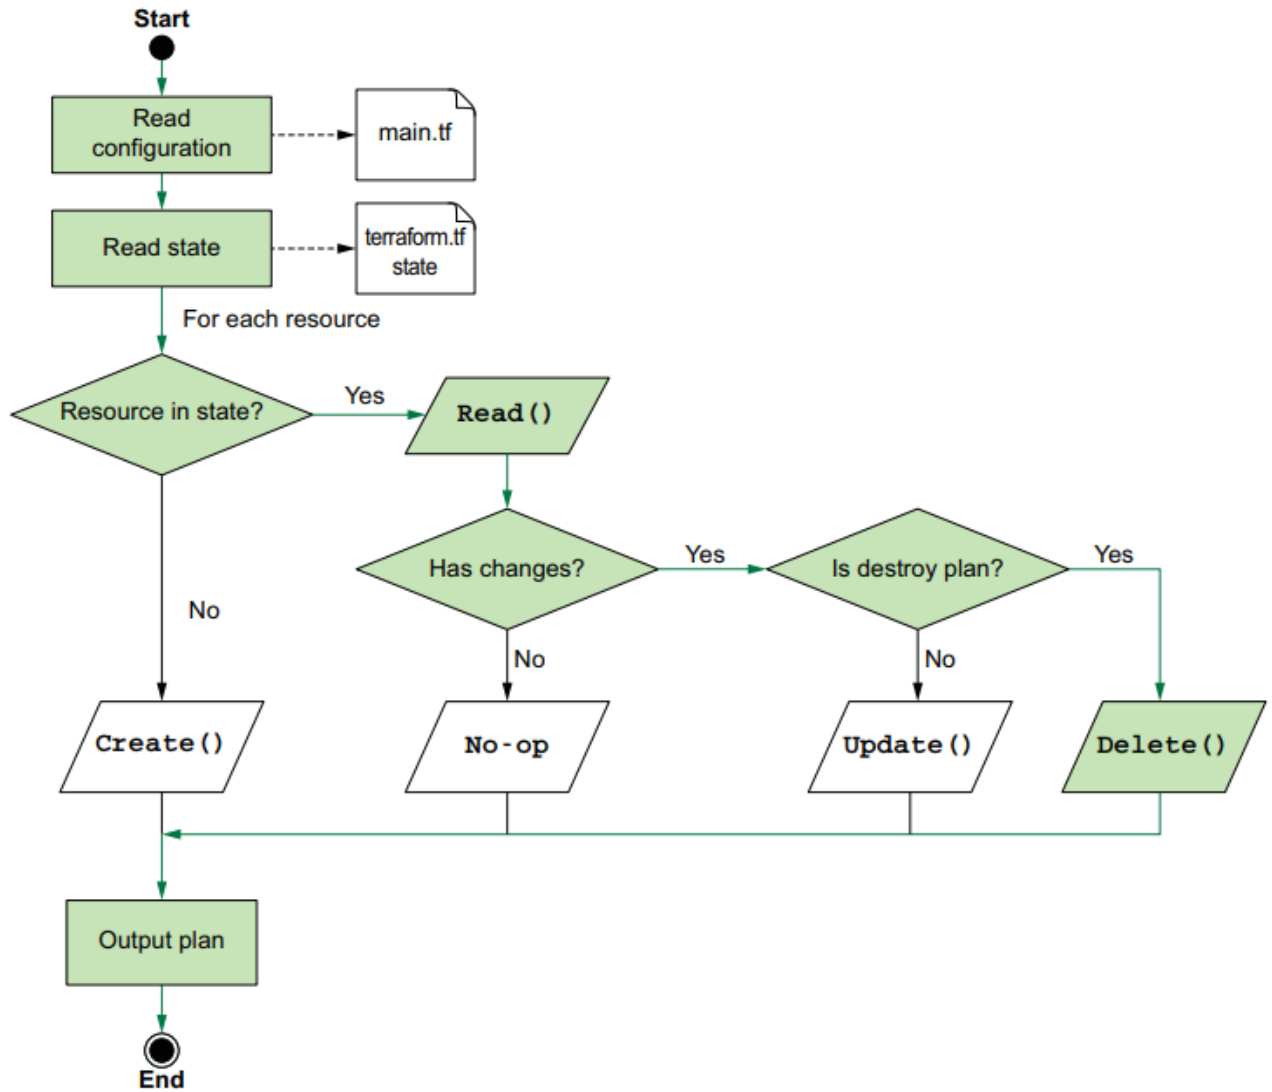 Start
Read
configuration
main.tf
Read state
terraform.tf
state
For each resource
Resource in state?
Yes
Read()
Has changes?
Yes
Is destroy plan?
Yes
No
No
No
Create()
No-op
Update()
Delete()
Output plan
End